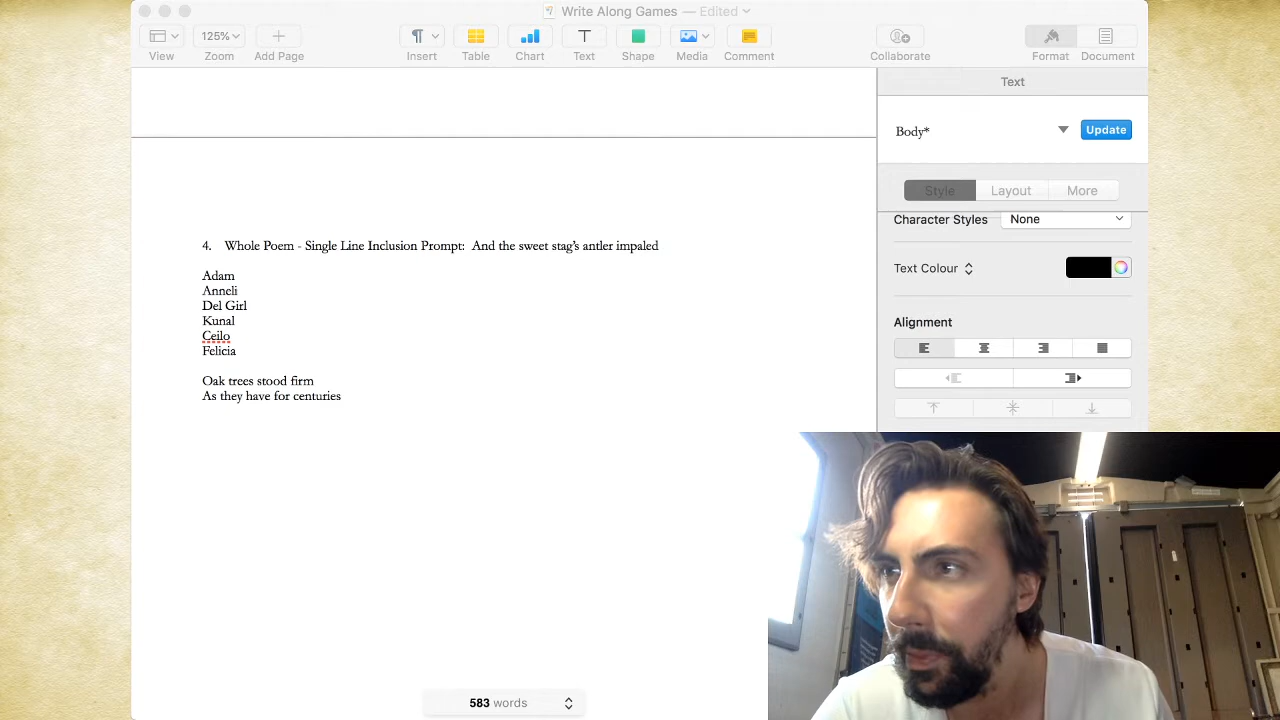 Write Along Games — Edited
125%
View
Zoom
Add Page
Insert
Table
Chart
Text
Shape
Media
Comment
Collaborate
Format
Document
Text
Body*
Update
Style
Layout
More
Character Styles
None
Text Colour
Alignment
4. Whole Poem - Single Line Inclusion Prompt: And the sweet stag's antler impaled
Adam
Anneli
Del Girl
Kunal
Ceilo
Felicia
Oak trees stood firm
As they have for centuries
583 words